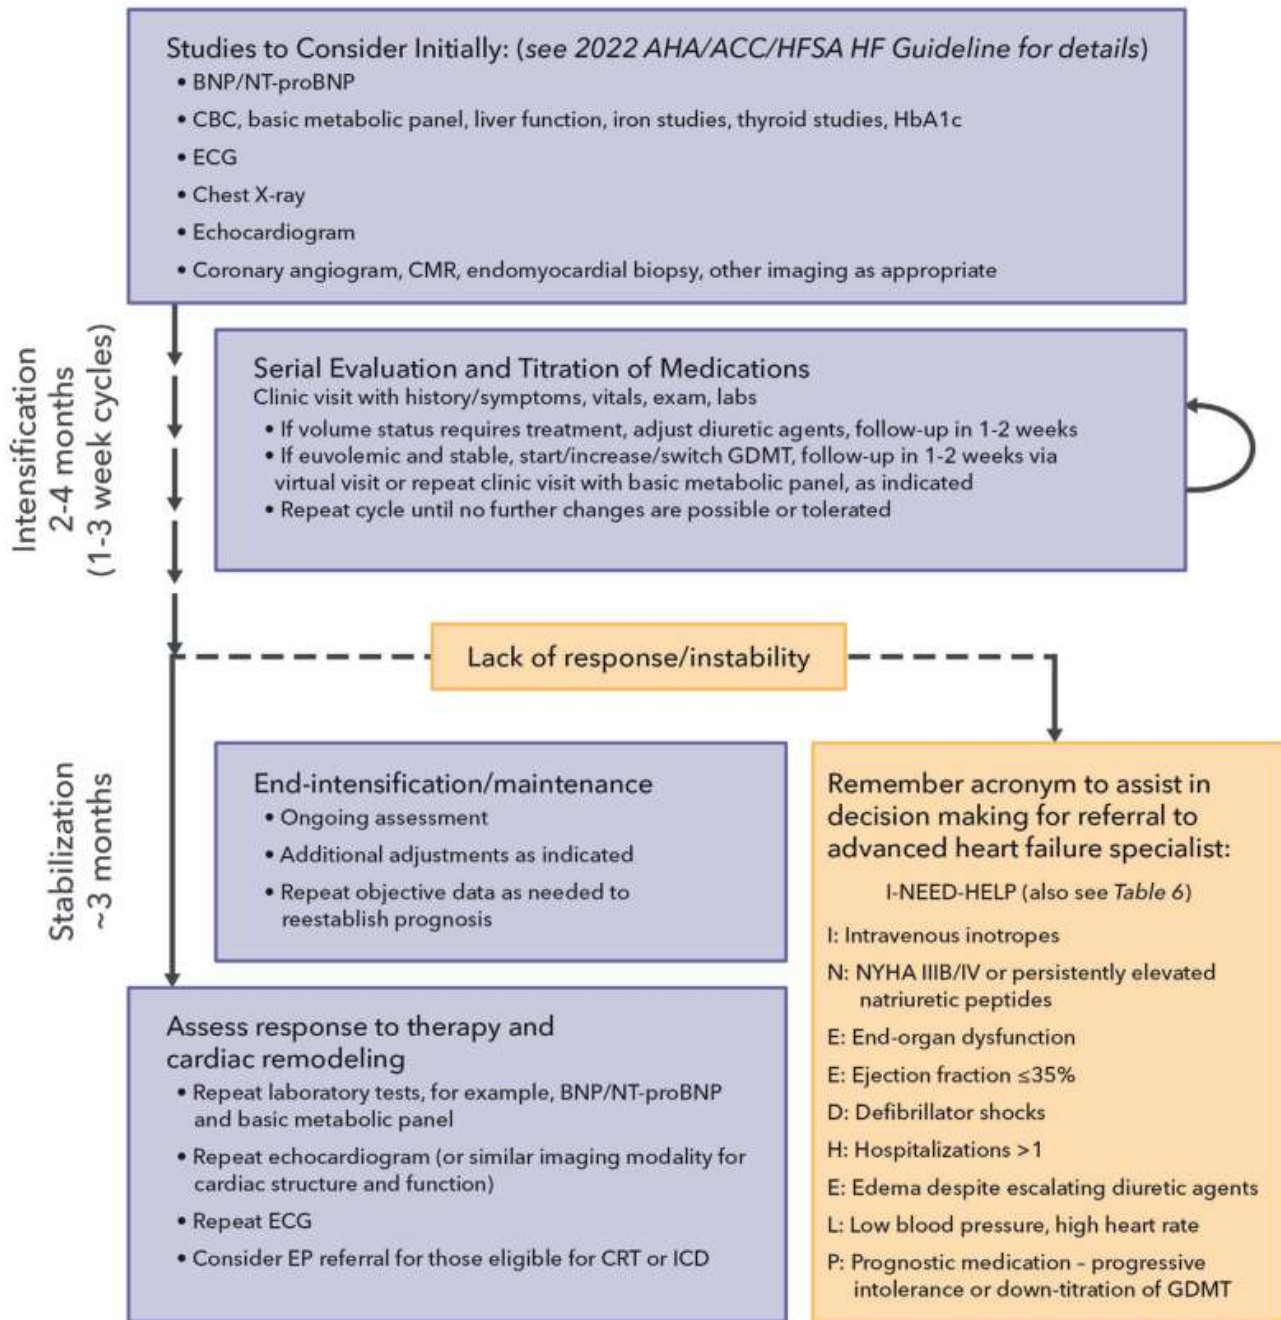 Studies to Consider Initially: (see 2022 AHA/ACC/HFSA HF Guideline for details)
• BNP/NT-proBNP
• CBC, basic metabolic panel, liver function, iron studies, thyroid studies, HbA1c
• ECG
• Chest X-ray
• Echocardiogram
• Coronary angiogram, CMR, endomyocardial biopsy, other imaging as appropriate
Intensification
2-4 months
(1-3 week cycles)
Serial Evaluation and Titration of Medications
Clinic visit with history/symptoms, vitals, exam, labs
• If volume status requires treatment, adjust diuretic agents, follow-up in 1-2 weeks
• If euvolemic and stable, start/increase/switch GDMT, follow-up in 1-2 weeks via
virtual visit or repeat clinic visit with basic metabolic panel, as indicated
• Repeat cycle until no further changes are possible or tolerated
Lack of response/instability
Stabilization
~3 months
End-intensification/maintenance
• Ongoing assessment
• Additional adjustments as indicated
• Repeat objective data as needed to
reestablish prognosis
Assess response to therapy and
cardiac remodeling
• Repeat laboratory tests, for example, BNP/NT-proBNP
and basic metabolic panel
• Repeat echocardiogram (or similar imaging modality for
cardiac structure and function)
• Repeat ECG
• Consider EP referral for those eligible for CRT or ICD
Remember acronym to assist in
decision making for referral to
advanced heart failure specialist:
I-NEED-HELP (also see Table 6)
I: Intravenous inotropes
N: NYHA IIIB/IV or persistently elevated
natriuretic peptides
E: End-organ dysfunction
E: Ejection fraction ≤35%
D: Defibrillator shocks
H: Hospitalizations >1
E: Edema despite escalating diuretic agents
L: Low blood pressure, high heart rate
P: Prognostic medication – progressive
intolerance or down-titration of GDMT